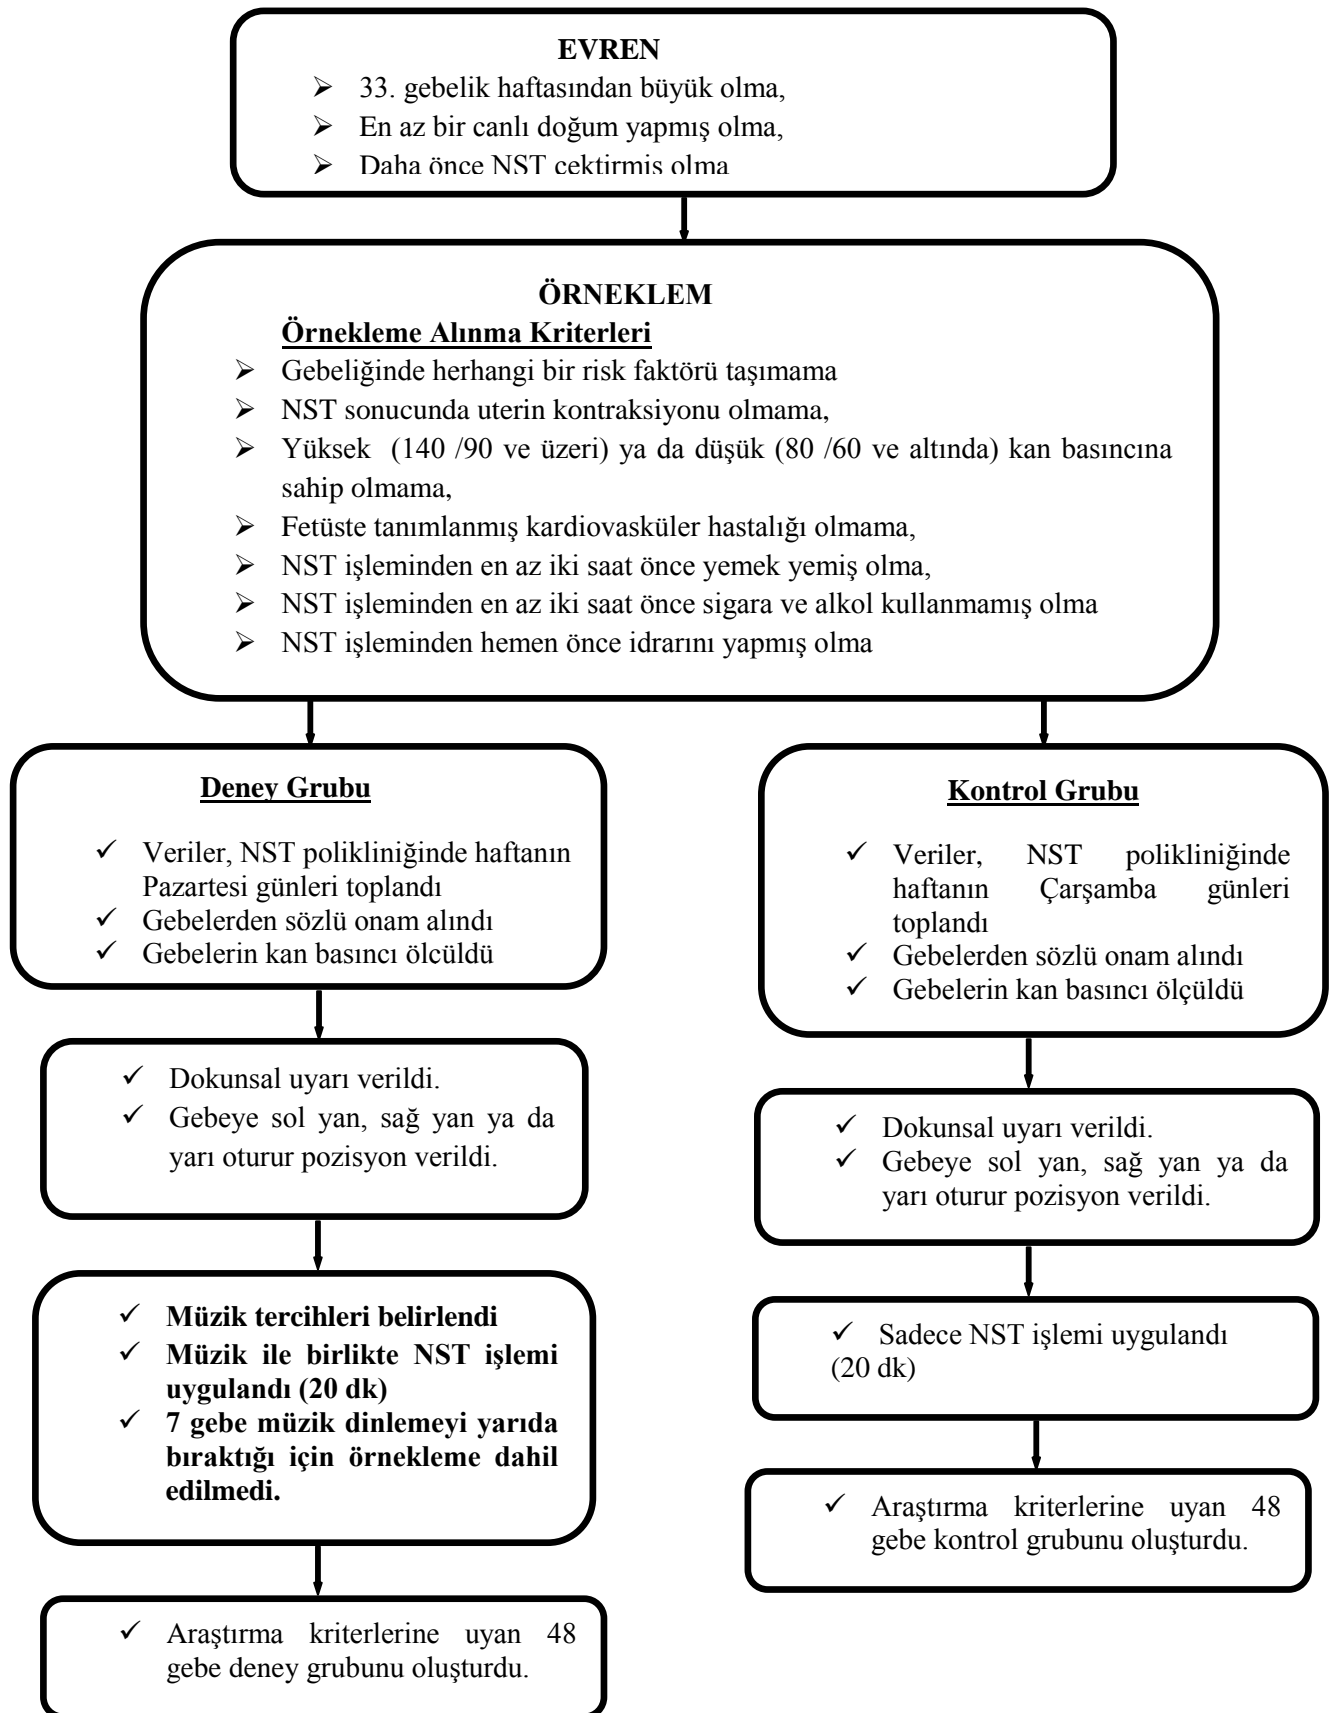 EVREN
➢ 33. gebelik haftasından büyük olma,
➢ En az bir canlı doğum yapmış olma,
➢ Daha önce NST çektirmiş olma
ÖRNEKLEM
Örnekleme Alınma Kriterleri
➢ Gebeliğinde herhangi bir risk faktörü taşımama
➢ NST sonucunda uterin kontraksiyonu olmama,
➢ Yüksek (140 /90 ve üzeri) ya da düşük (80 /60 ve altında) kan basıncına
sahip olmama,
➢ Fetüste tanımlanmış kardiovasküler hastalığı olmama,
➢ NST işleminden en az iki saat önce yemek yemiş olma,
➢ NST işleminden en az iki saat önce sigara ve alkol kullanmamış olma
➢ NST işleminden hemen önce idrarını yapmış olma
Deney Grubu
✓ Veriler, NST polikliniğinde haftanın
Pazartesi günleri toplandı
✓ Gebelerden sözlü onam alındı
✓ Gebelerin kan basıncı ölçüldü
✓ Dokunsal uyarı verildi.
✓ Gebeye sol yan, sağ yan ya da
yarı oturur pozisyon verildi.
✓ Müzik tercihleri belirlendi
✓ Müzik ile birlikte NST işlemi
uygulandı (20 dk)
✓ 7 gebe müzik dinlemeyi yarıda
bıraktığı için örnekleme dahil
edilmedi.
✓ Araştırma kriterlerine uyan 48
gebe deney grubunu oluşturdu.
Kontrol Grubu
✓ Veriler, NST polikliniğinde
haftanın Çarşamba günleri
toplandı
✓ Gebelerden sözlü onam alındı
✓ Gebelerin kan basıncı ölçüldü
✓ Dokunsal uyarı verildi.
✓ Gebeye sol yan, sağ yan ya da
yarı oturur pozisyon verildi.
✓ Sadece NST işlemi uygulandı
(20 dk)
✓ Araştırma kriterlerine uyan 48
gebe kontrol grubunu oluşturdu.